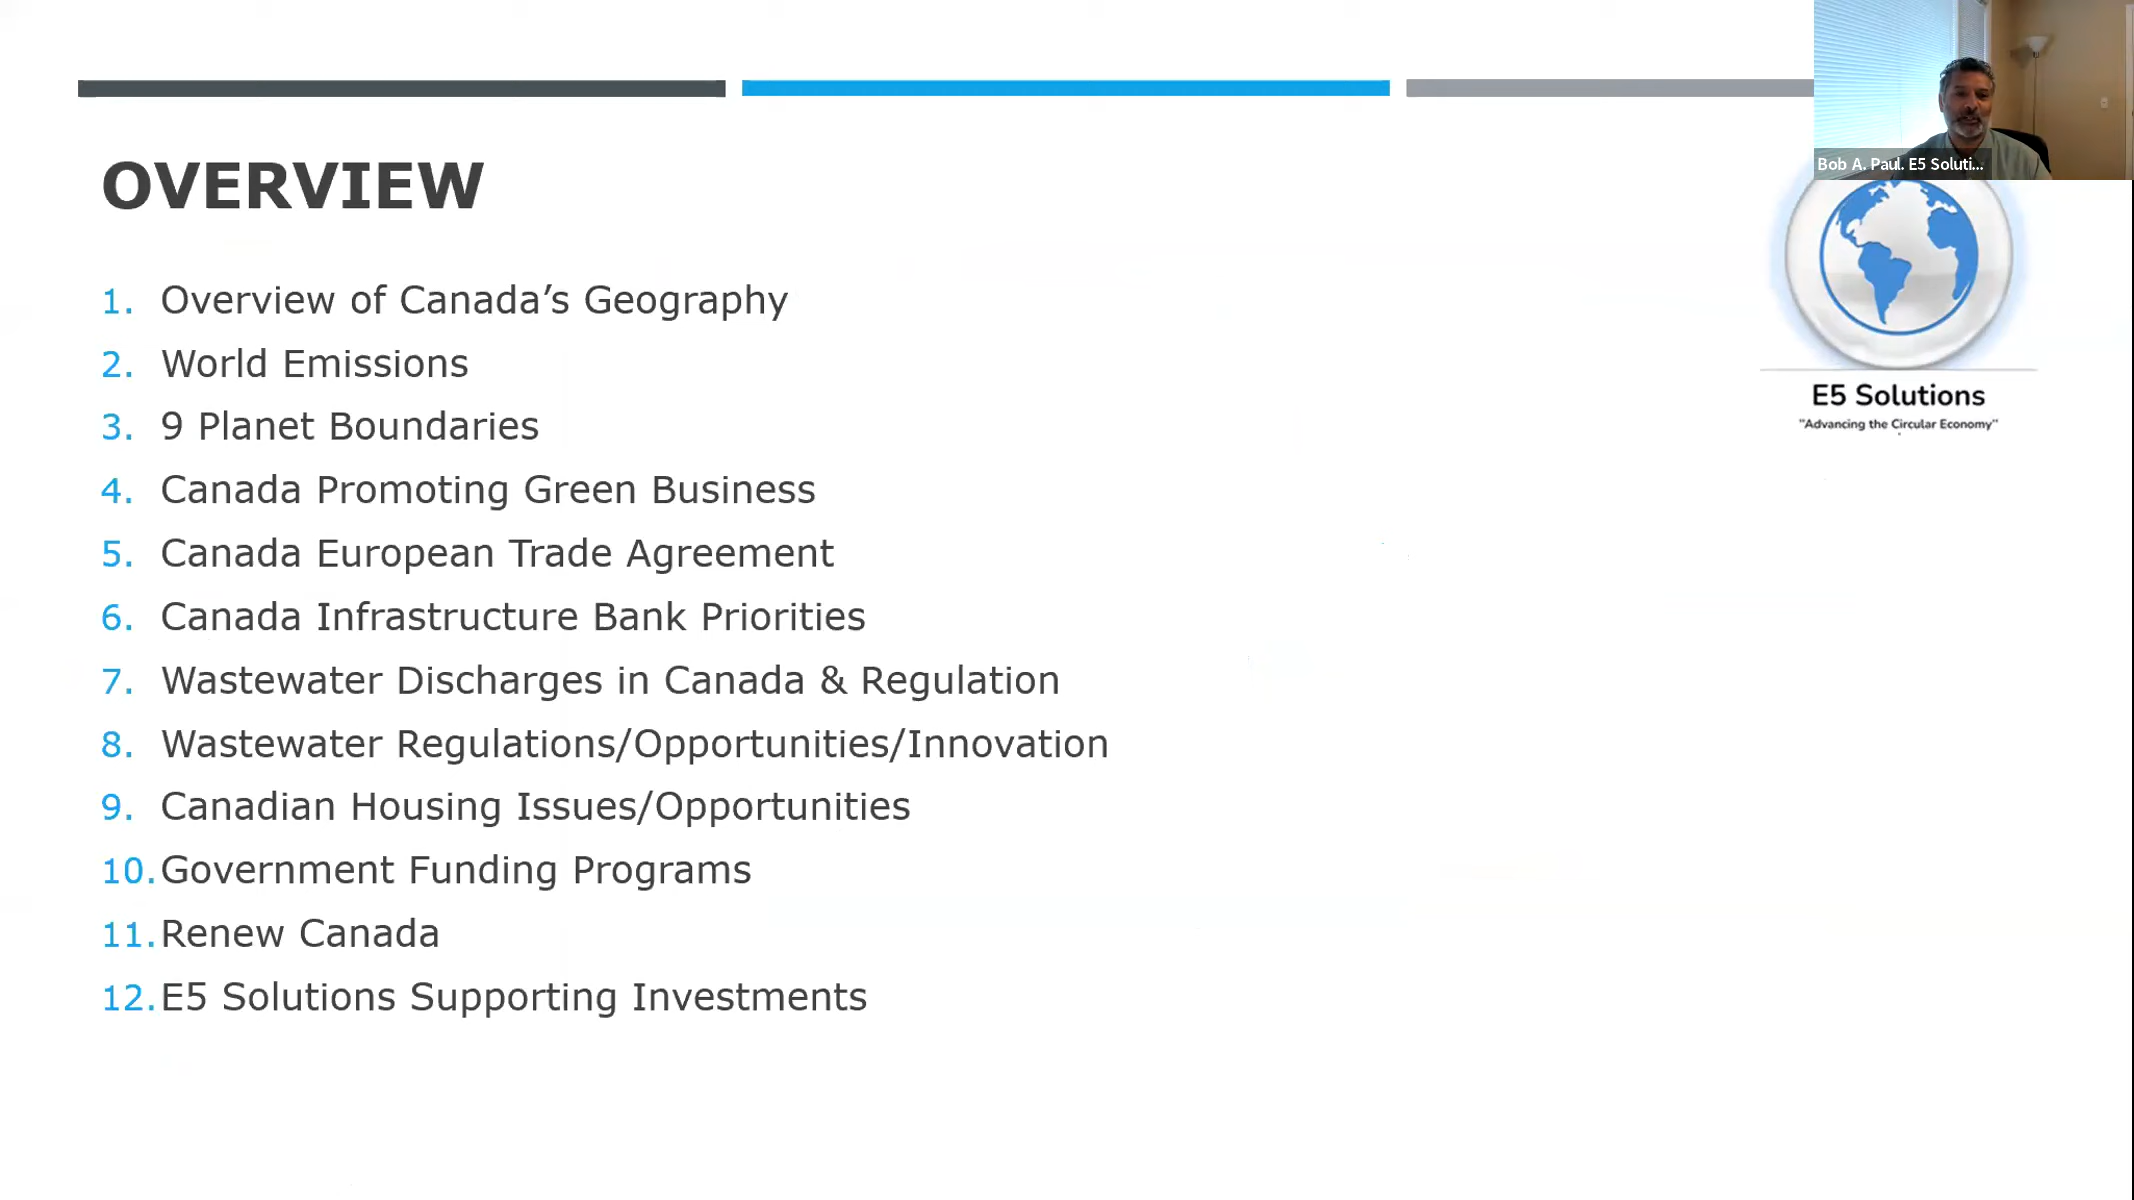 Bob A. Paul. E5 Soluti...
OVERVIEW
1. Overview of Canada’s Geography
2. World Emissions
3. 9 Planet Boundaries
4. Canada Promoting Green Business
5. Canada European Trade Agreement
6. Canada Infrastructure Bank Priorities
7. Wastewater Discharges in Canada & Regulation
8. Wastewater Regulations/Opportunities/Innovation
9. Canadian Housing Issues/Opportunities
10. Government Funding Programs
11. Renew Canada
12. E5 Solutions Supporting Investments
E5 Solutions
"Advancing the Circular Economy"